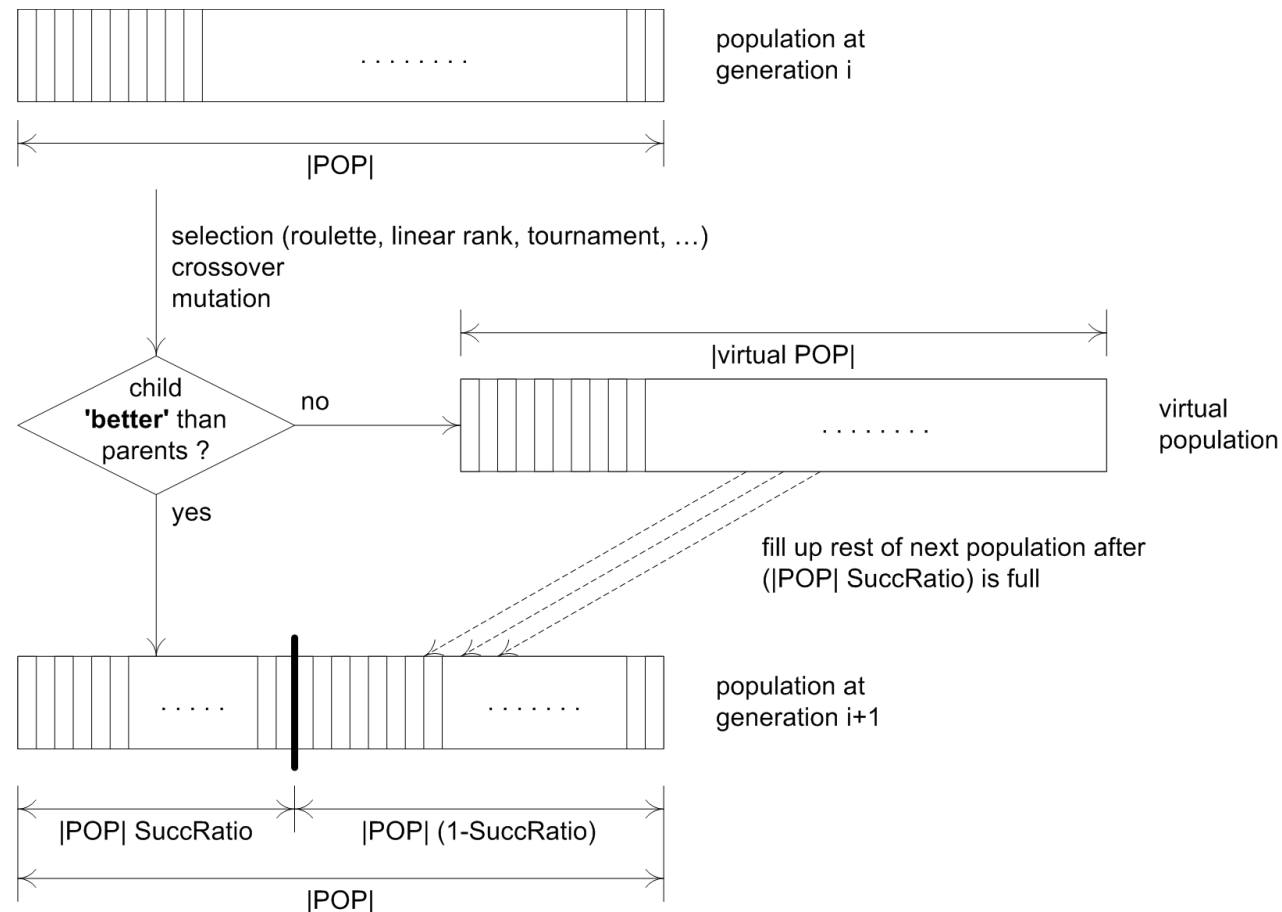 . . . . . . . .
population at
generation i
|POP|
selection (roulette, linear rank, tournament, …)
crossover
mutation
child
'better' than
parents ?
no
yes
|virtual POP|
. . . . . . . .
virtual
population
fill up rest of next population after
(|POP| SuccRatio) is full
. . . . .
. . . . . . .
population at
generation i+1
|POP| SuccRatio
|POP| (1-SuccRatio)
|POP|